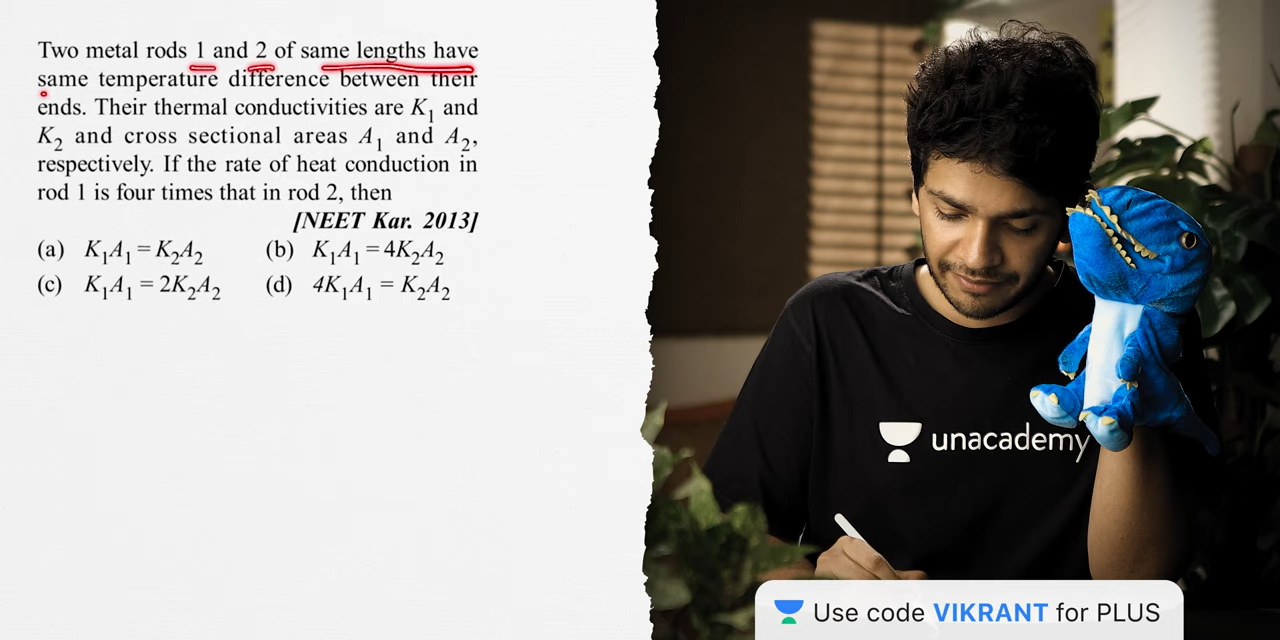 Two metal rods 1 and 2 of same lengths have
same temperature difference between their
ends. Their thermal conductivities are K₁ and
K₂ and cross sectional areas A₁ and A₂,
respectively. If the rate of heat conduction in
rod 1 is four times that in rod 2, then
[NEET Kar. 2013]
(a) K₁A₁ = K₂A₂ (b) K₁A₁ = 4K₂A₂
(c) K₁A₁ = 2K₂A₂ (d) 4K₁A₁ = K₂A₂
unacademy
Use code VIKRANT for PLUS